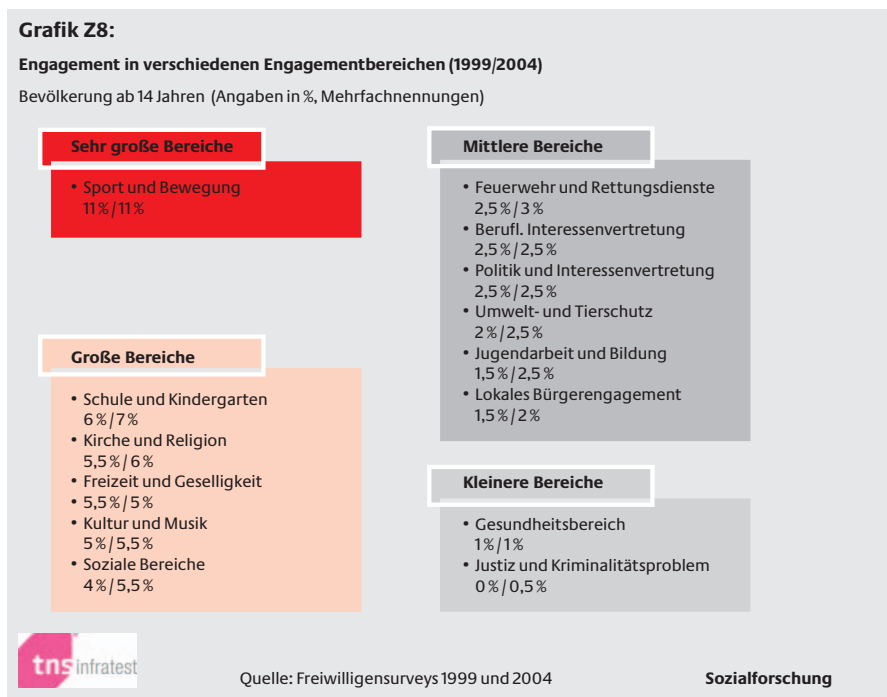 Grafik Z8:
Engagement in verschiedenen Engagementbereichen (1999/2004)
Bevölkerung ab 14 Jahren (Angaben in %, Mehrfachnennungen)
Sehr große Bereiche
• Sport und Bewegung
11 % / 11 %
Große Bereiche
• Schule und Kindergarten
6 % / 7 %
• Kirche und Religion
5,5 % / 6 %
• Freizeit und Geselligkeit
• 5,5 % / 5 %
• Kultur und Musik
5 % / 5,5 %
• Soziale Bereiche
4 % / 5,5 %
Mittlere Bereiche
• Feuerwehr und Rettungsdienste
2,5 % / 3 %
• Berufl. Interessenvertretung
2,5 % / 2,5 %
• Politik und Interessenvertretung
2,5 % / 2,5 %
• Umwelt- und Tierschutz
2 % / 2,5 %
• Jugendarbeit und Bildung
1,5 % / 2,5 %
• Lokales Bürgerengagement
1,5 % / 2 %
Kleinere Bereiche
• Gesundheitsbereich
1 % / 1 %
• Justiz und Kriminalitätsproblem
0 % / 0,5 %
tns infratest
Quelle: Freiwilligensurveys 1999 und 2004
Sozialforschung